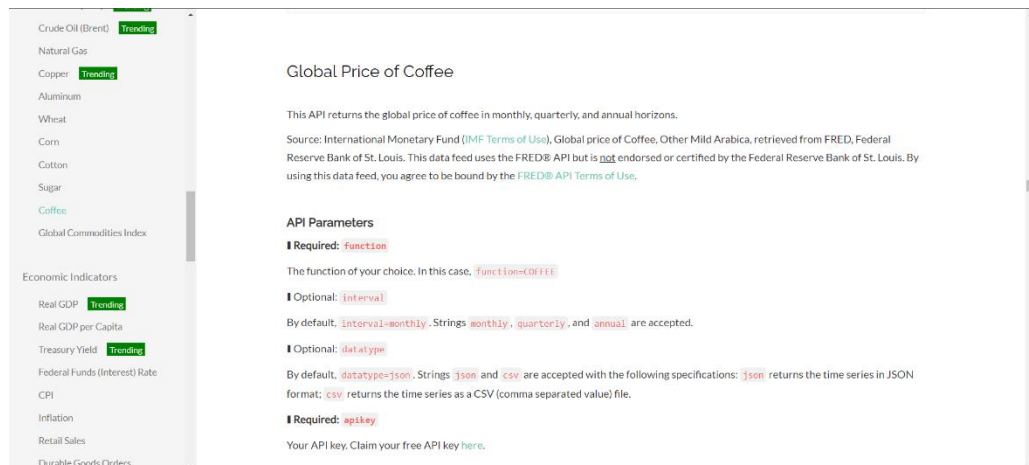 Crude Oil (Brent) Trending
Natural Gas
Copper Trending
Aluminum
Wheat
Corn
Cotton
Sugar
Coffee
Global Commodities Index
Economic Indicators
Real GDP Trending
Real GDP per Capita
Treasury Yield Trending
Federal Funds (Interest) Rate
CPI
Inflation
Retail Sales
Durable Goods Orders
Global Price of Coffee
This API returns the global price of coffee in monthly, quarterly, and annual horizons.
Source: International Monetary Fund (IMF Terms of Use), Global price of Coffee, Other Mild Arabica, retrieved from FRED, Federal
Reserve Bank of St. Louis. This data feed uses the FRED® API but is not endorsed or certified by the Federal Reserve Bank of St. Louis. By
using this data feed, you agree to be bound by the FRED® API Terms of Use.
API Parameters
Required: function
The function of your choice. In this case, function=COFFEE
Optional: interval
By default, interval=monthly. Strings monthly, quarterly, and annual are accepted.
Optional: datatype
By default, datatype=json. Strings json and csv are accepted with the following specifications: json returns the time series in JSON
format; csv returns the time series as a CSV (comma separated value) file.
Required: apikey
Your API key. Claim your free API key here.